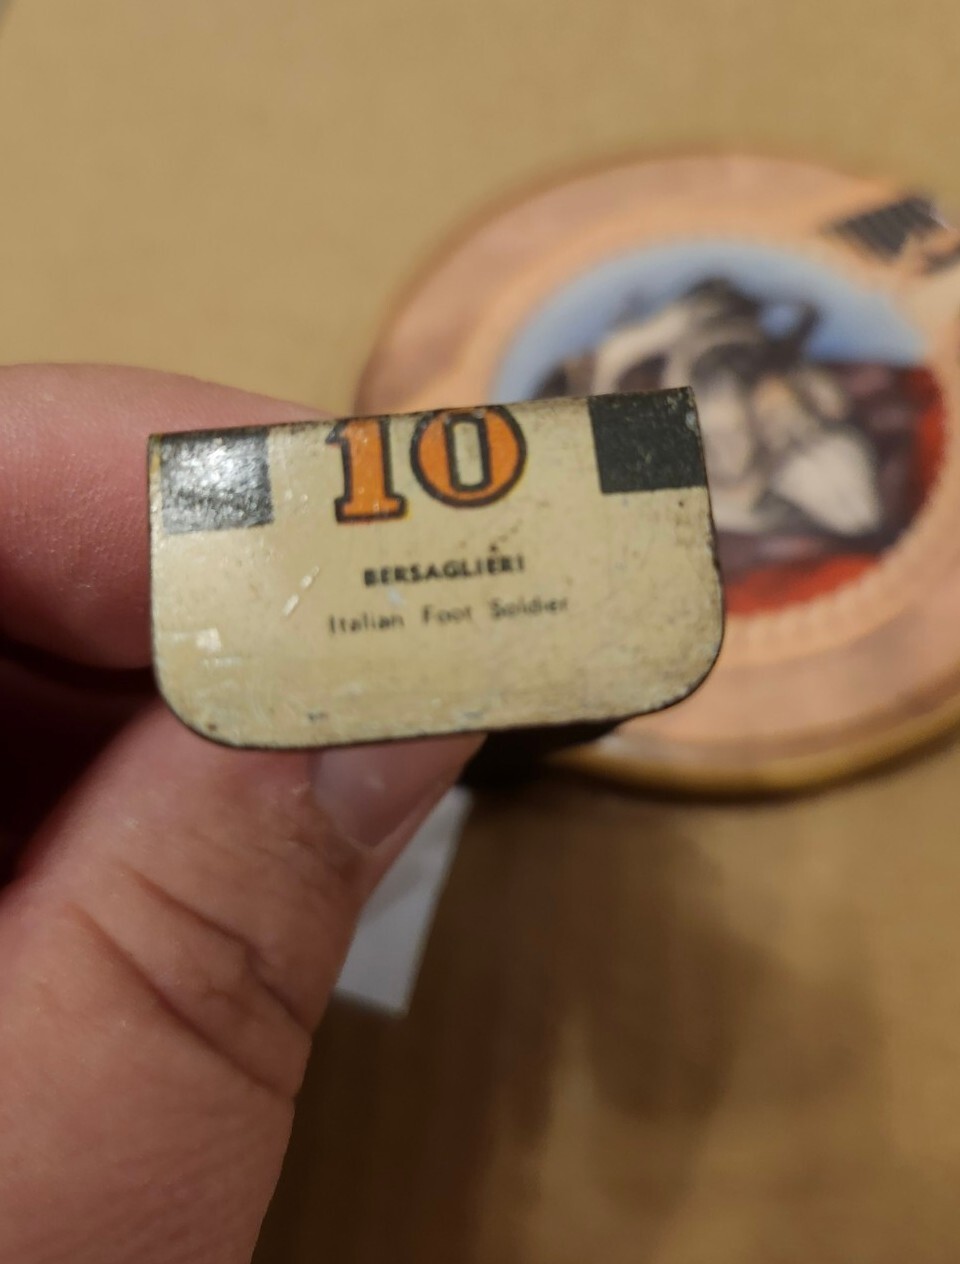 10
BERSAGLIERI
Italian Foot Soldier